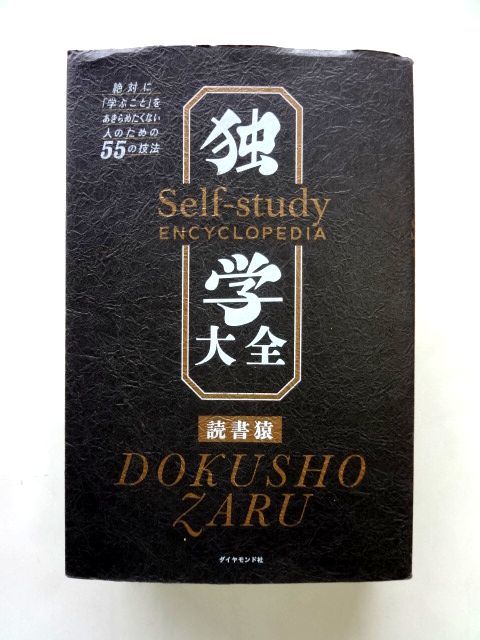 絶対に
「学ぶこと」を
あきらめたくない
人のための
55の技法
独
Self-study
ENCYCLOPEDIA
学
大全
読書猿
DOKUSHO
ZARU
ダイヤモンド社